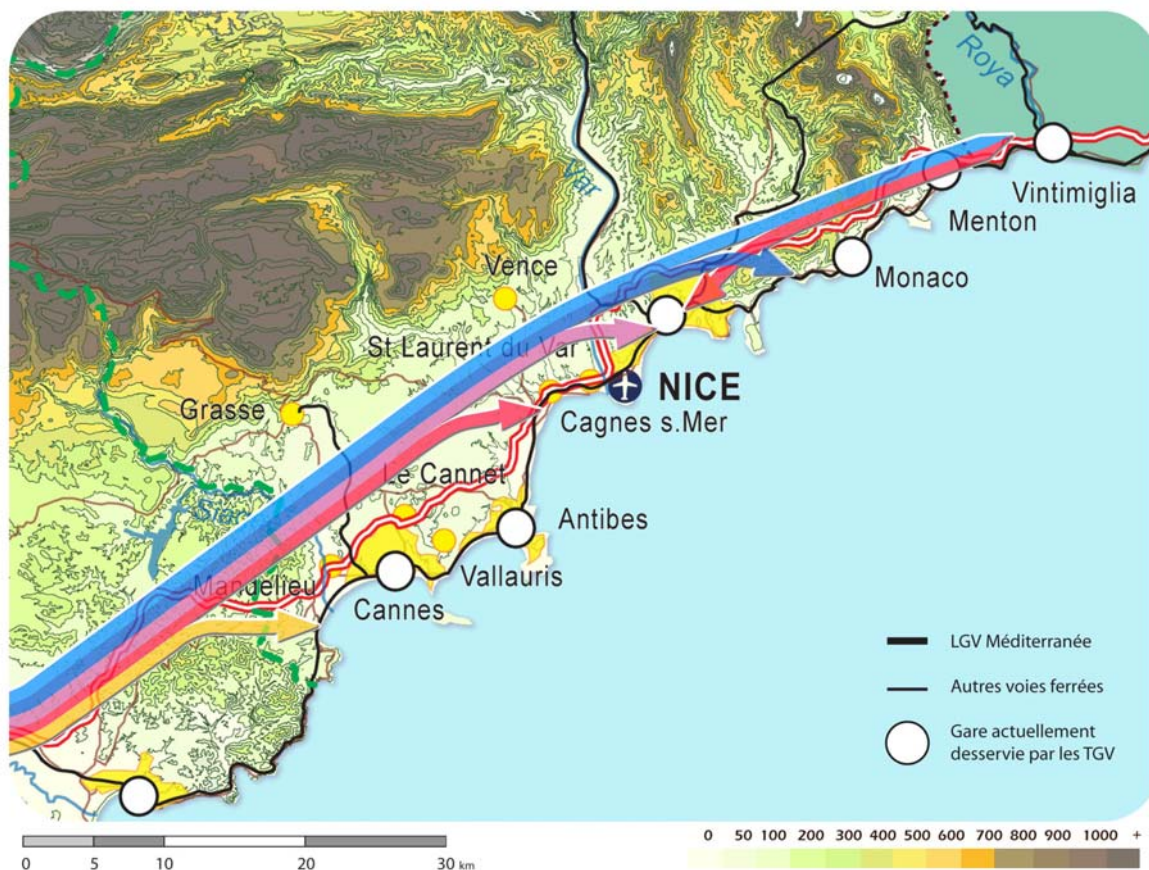 Roya
Var
Vintimiglia
Menton
Monaco
Vence
St Laurent du Var
NICE
Grasse
Cagnes s.Mer
Le Cannet
Antibes
Mandelieu
Vallauris
Cannes
LGV Méditerranée
Autres voies ferrées
Gare actuellement
desservie par les TGV
0 50 100 200 300 400 500 600 700 800 900 1000 +
0 5 10 20 30 km